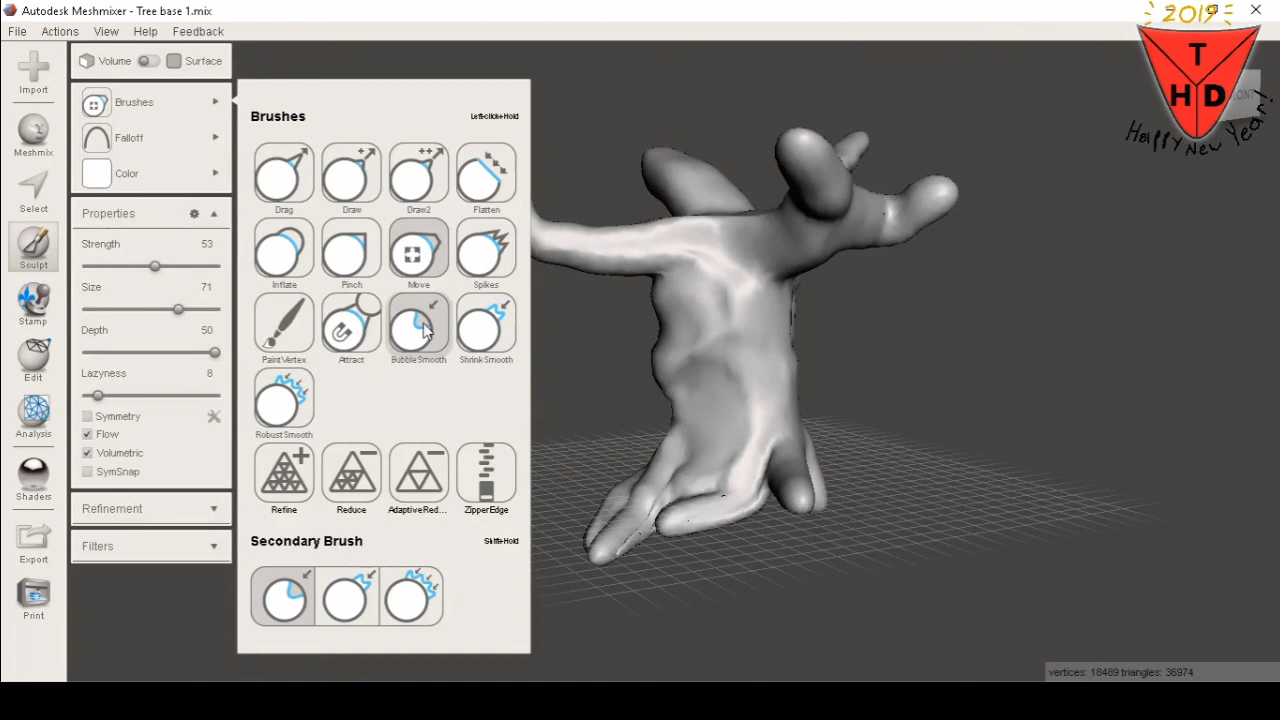 Autodesk Meshmixer - Tree base 1.mix
File Actions View Help Feedback
Import
Meshmix
Select
Sculpt
Stamp
Edit
Analysis
Shaders
Export
Print
Volume Surface
Brushes
Falloff
Color
Properties
Strength 53
Size 71
Depth 50
Lazyness 8
Symmetry
Flow
Volumetric
SymSnap
Refinement
Filters
Brushes Left-click+Hold
Drag Draw Draw2 Flatten
Inflate Pinch Move Spikes
PaintVertex Attract BubbleSmooth ShrinkSmooth
RobustSmooth
Refine Reduce AdaptiveRed... ZipperEdge
Secondary Brush Shift+Hold
2019
T
H D
Happy New Year!
vertices: 18489 triangles: 36974